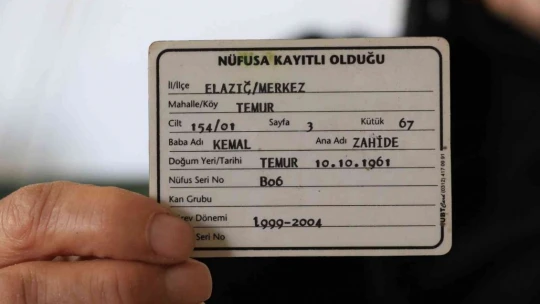 NÜFUSA KAYITLI OLDUĞU
İl/İlçe ELAZIĞ/MERKEZ
Mahalle/Köy TEMUR
Cilt 154/01 Sayfa 3 Kütük 67
Baba Adı KEMAL Ana Adı ZAHİDE
Doğum Yeri/Tarihi TEMUR 10.10.1961
Nüfus Seri No B06
Kan Grubu
Dönemi 1999-2004
Seri No